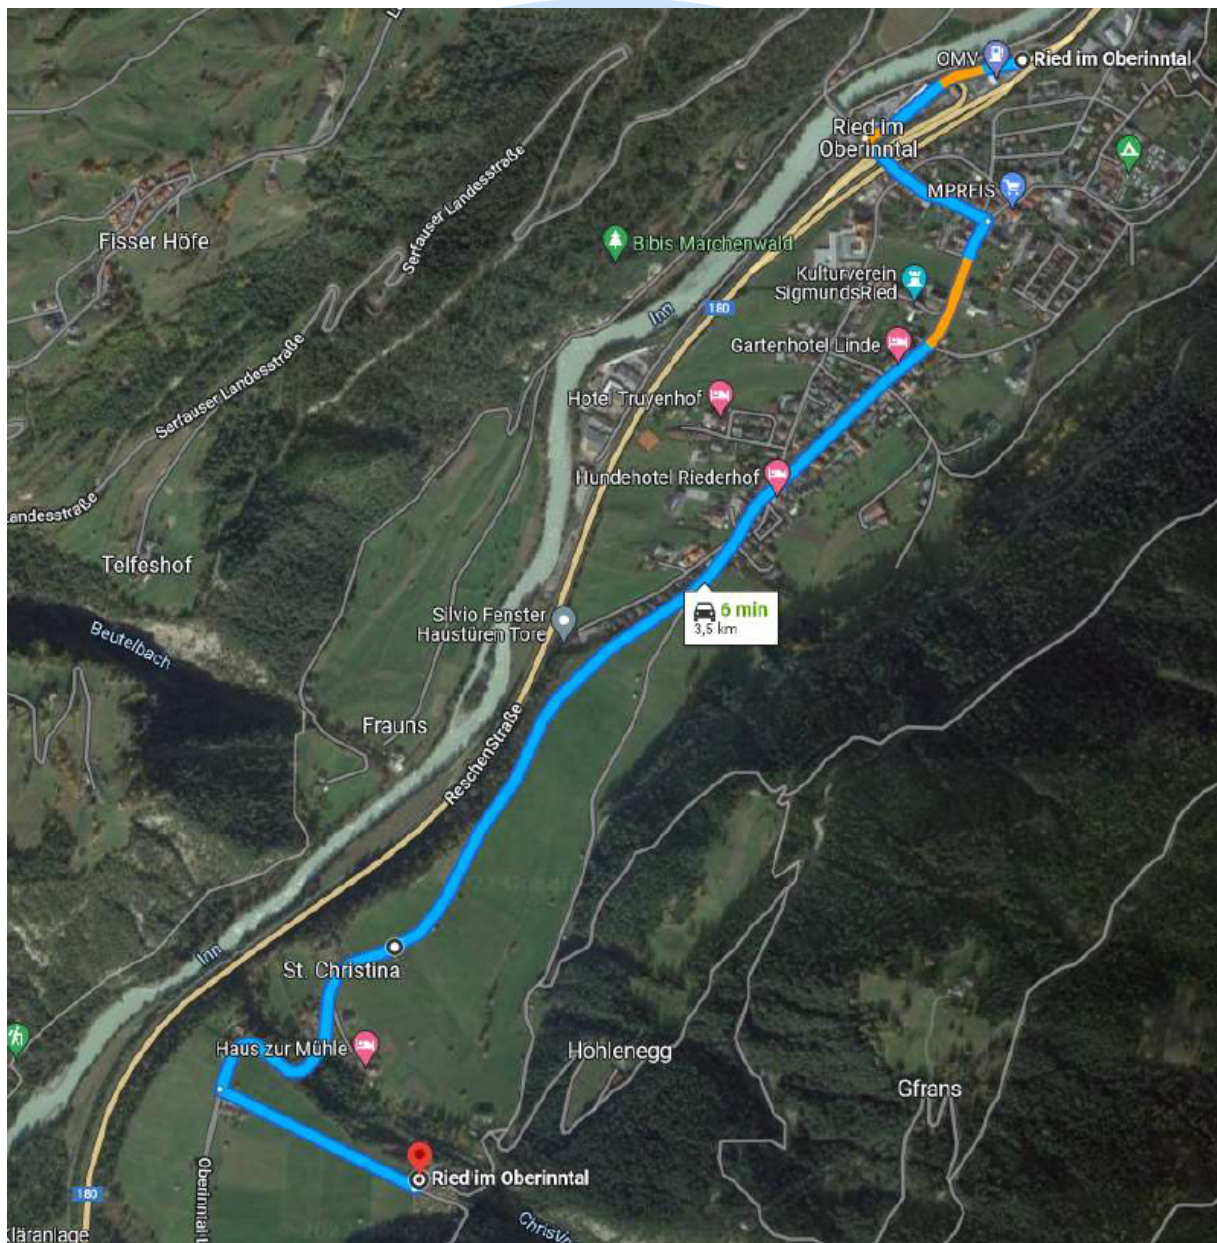 OMV
Ried im Oberinntal
Ried im
Oberinntal
MPREIS
Serfauser Landesstraße
Fisser Höfe
Bibis Märchenwald
Kulturverein
SigmundsRied
Inn
180
Gartenhotel Linde
Serfauser Landesstraße
Hotel Truyenhof
Hundehotel Riederhof
Landesstraße
Telfeshof
6 min
3,5 km
Silvio Fenster
Haustüren Tore
Beutelbach
Frauns
ReschenStraße
Inn
St. Christina
Haus zur Mühle
Höhlenegg
Gfrans
Ried im Oberinntal
180
Kläranlage